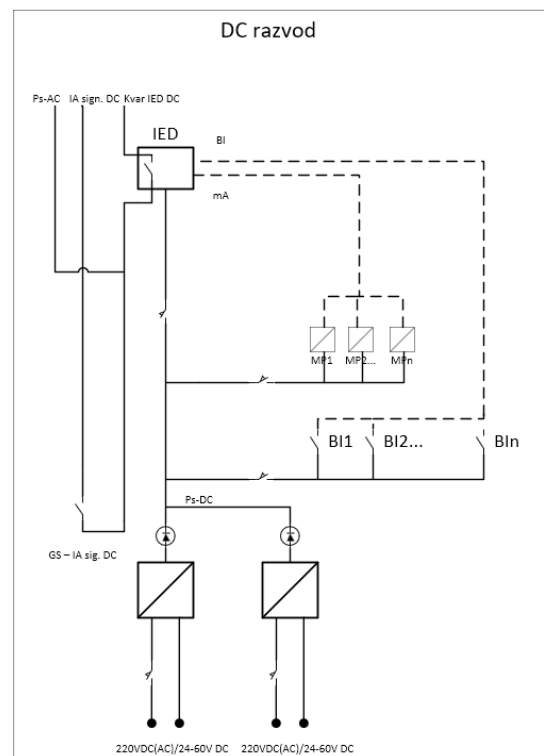 DC razvod
Ps-AC IA sign. DC Kvar IED DC
IED
BI
mA
MP1 MP2... MPn
BI1 BI2... BIn
Ps-DC
GS – IA sig. DC
220VDC(AC)/24-60V DC 220VDC(AC)/24-60V DC